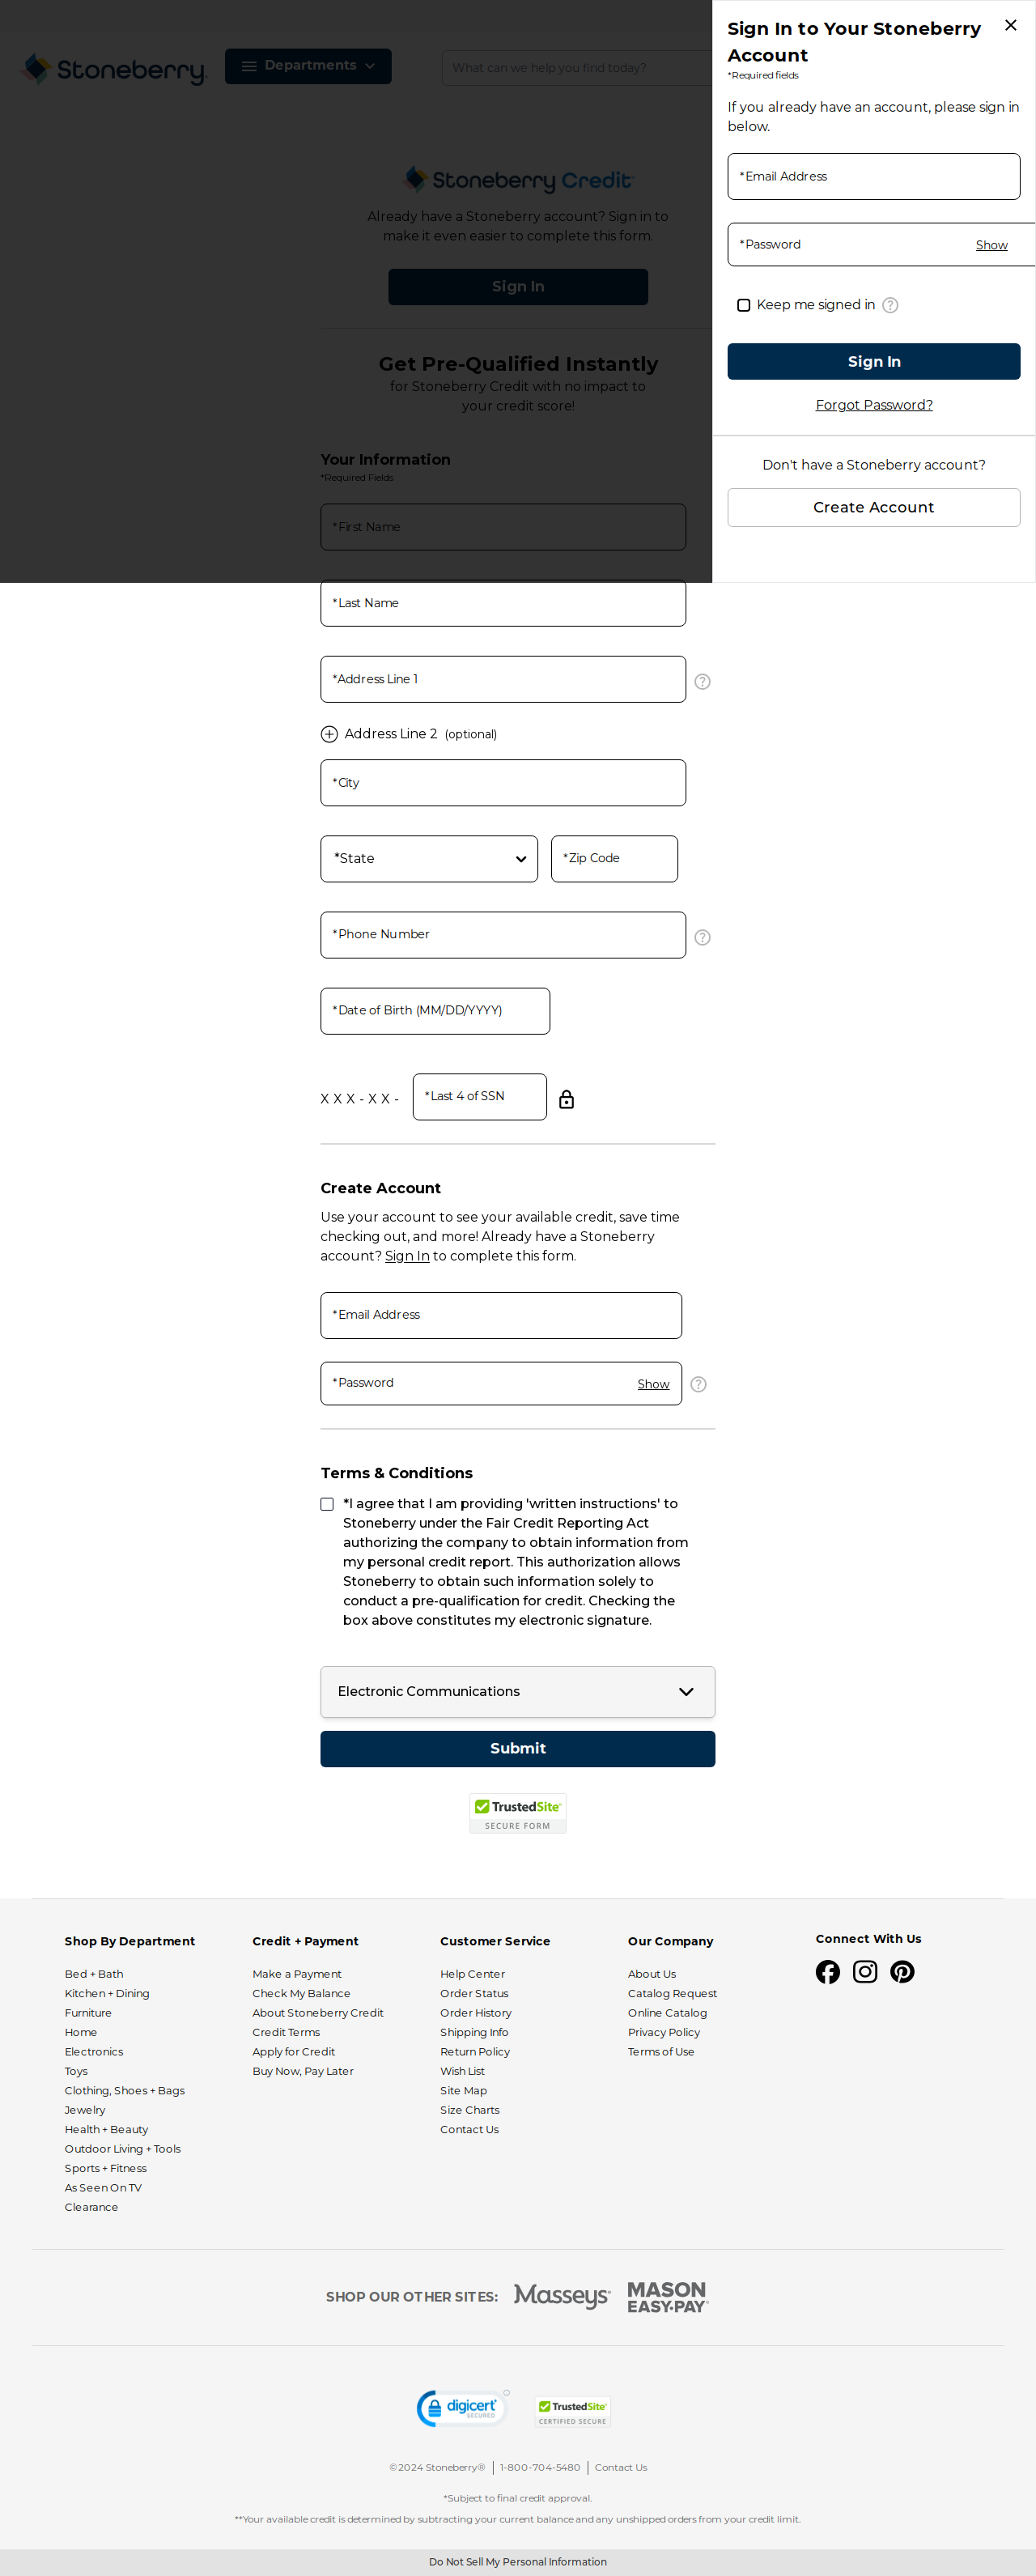 Stoneberry
Departments
What can we help you find today?
Stoneberry Credit
Already have a Stoneberry account? Sign in to
make it even easier to complete this form.
Sign In
Get Pre-Qualified Instantly
for Stoneberry Credit with no impact to
your credit score!
Your Information
*Required Fields
*First Name
Sign In to Your Stoneberry
Account
*Required fields
If you already have an account, please sign in
below.
*Email Address
*Password
Show
Keep me signed in
Sign In
Forgot Password?
Don't have a Stoneberry account?
Create Account
*Last Name
*Address Line 1
Address Line 2 (optional)
*City
*State
*Zip Code
*Phone Number
*Date of Birth (MM/DD/YYYY)
X X X - X X -
*Last 4 of SSN
Create Account
Use your account to see your available credit, save time
checking out, and more! Already have a Stoneberry
account? Sign In to complete this form.
*Email Address
*Password
Show
Terms & Conditions
*I agree that I am providing 'written instructions' to
Stoneberry under the Fair Credit Reporting Act
authorizing the company to obtain information from
my personal credit report. This authorization allows
Stoneberry to obtain such information solely to
conduct a pre-qualification for credit. Checking the
box above constitutes my electronic signature.
Electronic Communications
Submit
TrustedSite
SECURE FORM
Shop By Department
Bed + Bath
Kitchen + Dining
Furniture
Home
Electronics
Toys
Clothing, Shoes + Bags
Jewelry
Health + Beauty
Outdoor Living + Tools
Sports + Fitness
As Seen On TV
Clearance
Credit + Payment
Make a Payment
Check My Balance
About Stoneberry Credit
Credit Terms
Apply for Credit
Buy Now, Pay Later
Customer Service
Help Center
Order Status
Order History
Shipping Info
Return Policy
Wish List
Site Map
Size Charts
Contact Us
Our Company
About Us
Catalog Request
Online Catalog
Privacy Policy
Terms of Use
Connect With Us
SHOP OUR OTHER SITES:
Masseys
MASON
EASY•PAY
digicert
SECURED
TrustedSite
CERTIFIED SECURE
©2024 Stoneberry®
1-800-704-5480
Contact Us
*Subject to final credit approval.
**Your available credit is determined by subtracting your current balance and any unshipped orders from your credit limit.
Do Not Sell My Personal Information